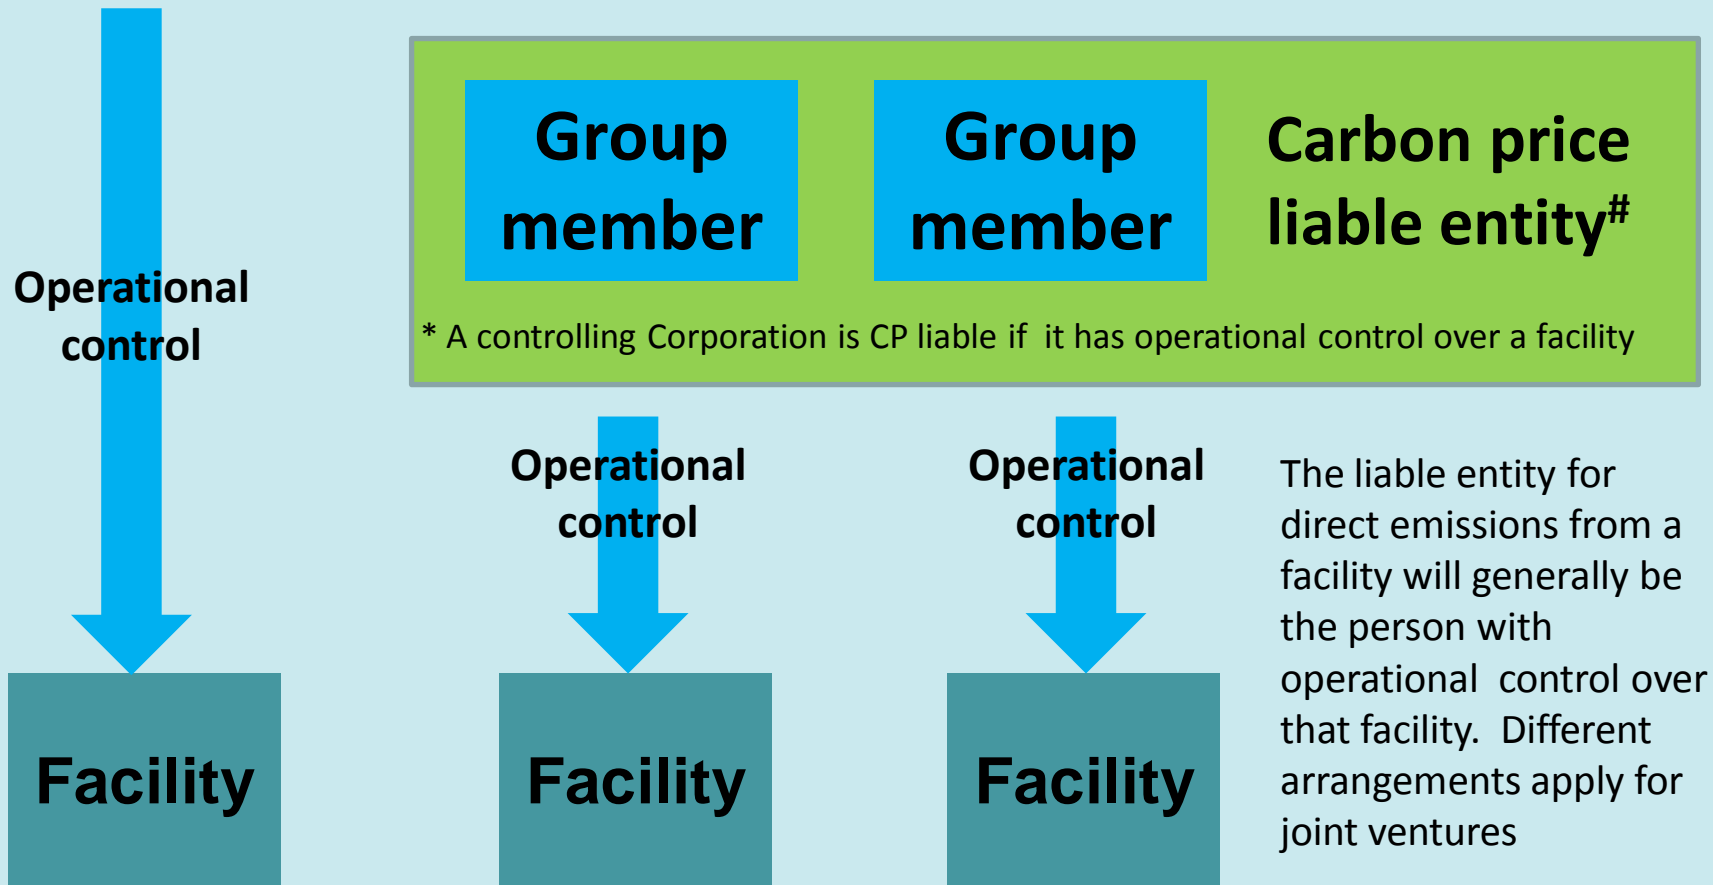 Operational
control
Group
member
Group
member
Carbon price
liable entity#
* A controlling Corporation is CP liable if  it has operational control over a facility
Operational
control
Operational
control
The liable entity for
direct emissions from a
facility will generally be
the person with
operational  control over
that facility.  Different
arrangements apply for
joint ventures
Facility
Facility
Facility